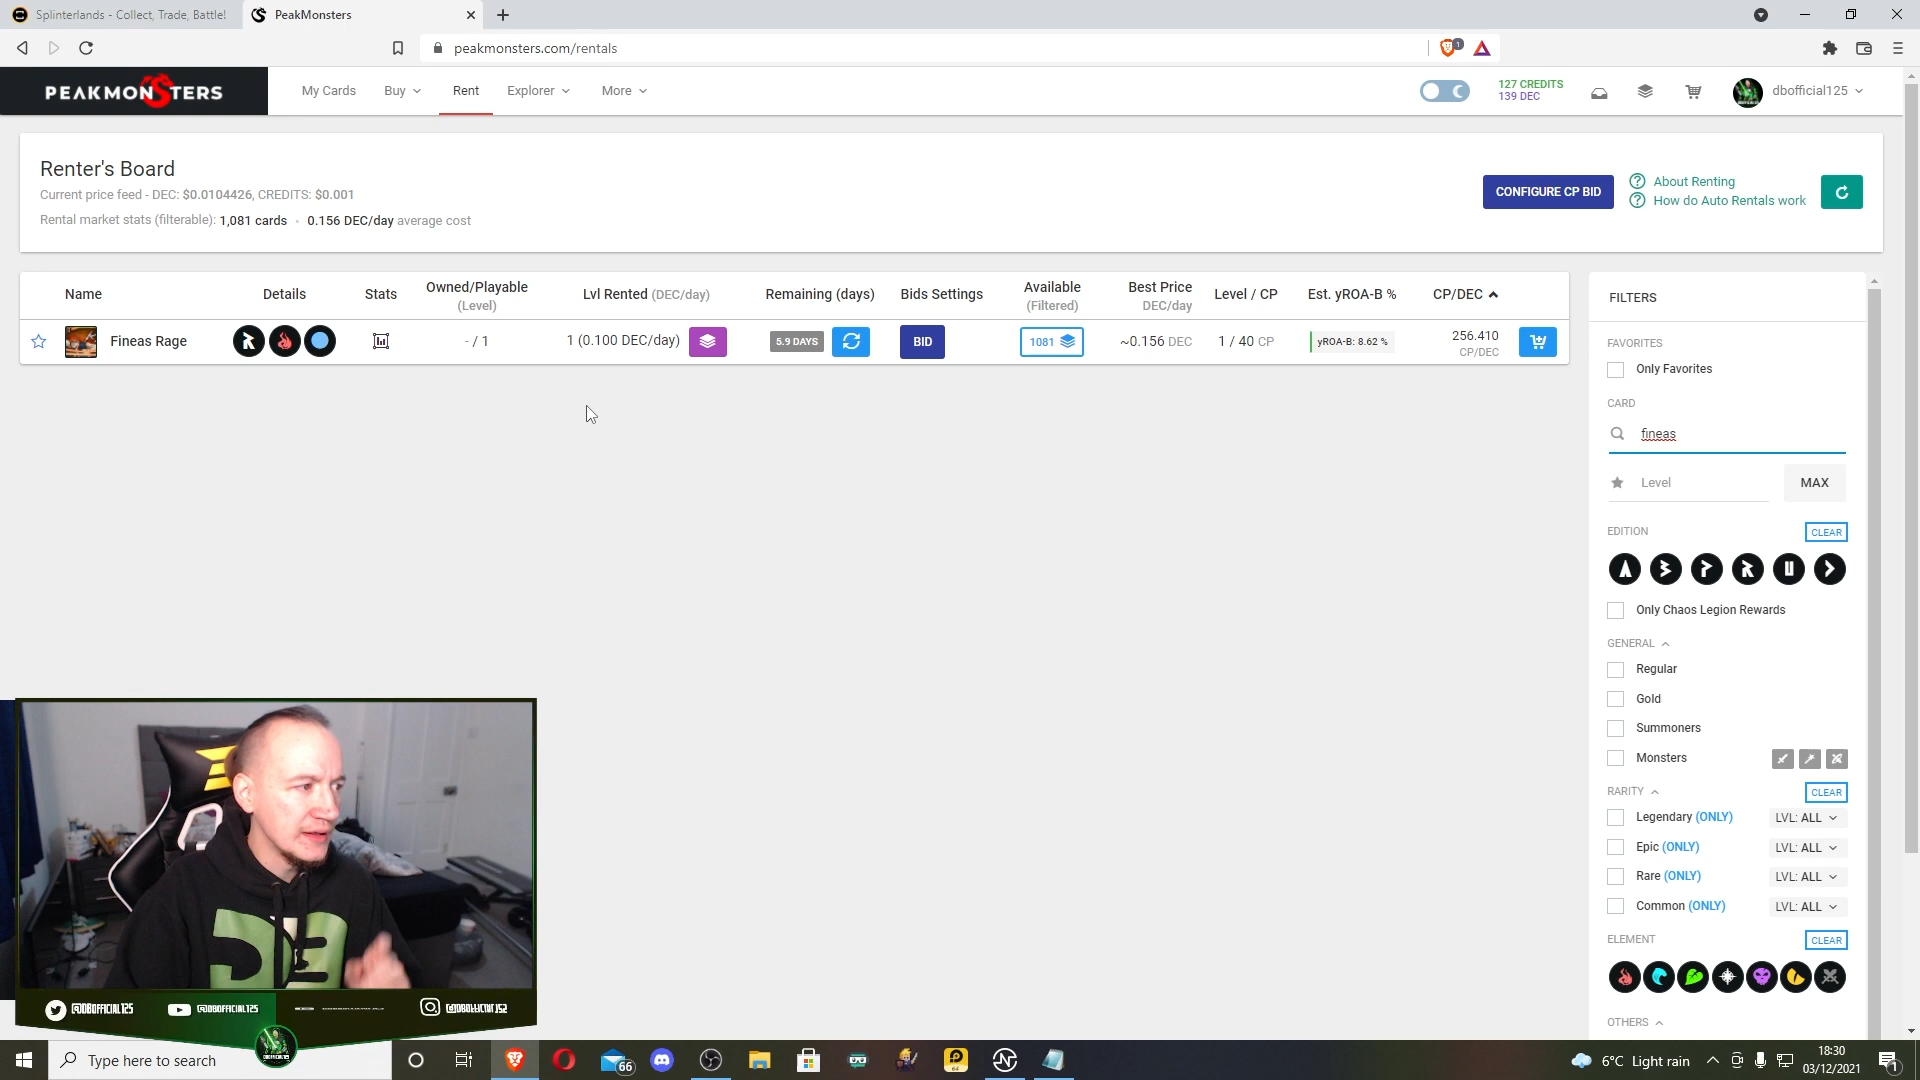 Splinterlands - Collect, Trade, Battle!
PeakMonsters
peakmonsters.com/rentals
1
PEAKMONSTERS
My Cards
Buy
Rent
Explorer
More
127 CREDITS
139 DEC
dbofficial125
Renter's Board
Current price feed - DEC: $0.0104426, CREDITS: $0.001
Rental market stats (filterable): 1,081 cards • 0.156 DEC/day average cost
CONFIGURE CP BID
About Renting
How do Auto Rentals work
Name
Details
Stats
Owned/Playable
(Level)
Lvl Rented (DEC/day)
Remaining (days)
Bids Settings
Available
(Filtered)
Best Price
DEC/day
Level / CP
Est. yROA-B %
CP/DEC
Fineas Rage
- / 1
1 (0.100 DEC/day)
5.9 DAYS
BID
1081
~0.156 DEC
1 / 40 CP
yROA-B: 8.62 %
256.410
CP/DEC
FILTERS
FAVORITES
Only Favorites
CARD
fineas
Level
MAX
EDITION
CLEAR
Only Chaos Legion Rewards
GENERAL
Regular
Gold
Summoners
Monsters
RARITY
CLEAR
Legendary (ONLY)
LVL: ALL
Epic (ONLY)
LVL: ALL
Rare (ONLY)
LVL: ALL
Common (ONLY)
LVL: ALL
ELEMENT
CLEAR
OTHERS
DB
@DBOFFICIAL125
@DBOFFICIAL125
Type here to search
66
64
6°C Light rain
18:30
03/12/2021
1